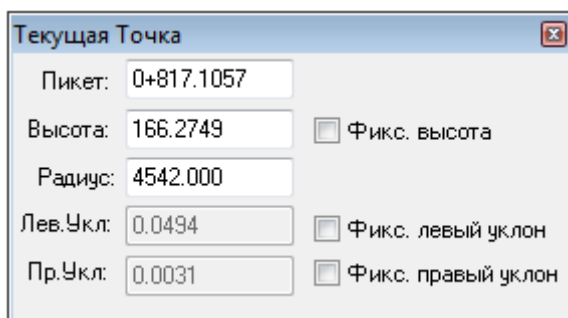 Текущая Точка
Пикет: 0+817.1057
Высота: 166.2749 Фикс. высота
Радиус: 4542.000
Лев.Укл: 0.0494 Фикс. левый уклон
Пр.Укл: 0.0031 Фикс. правый уклон